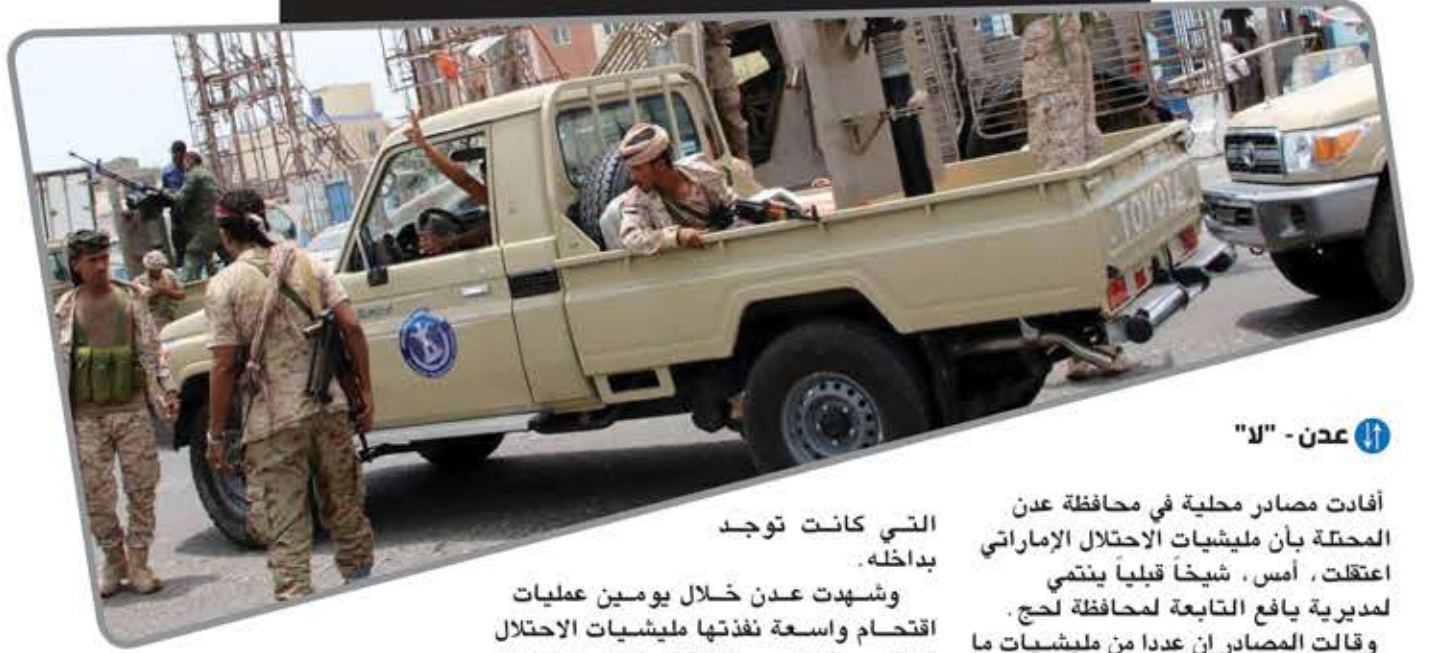 TOYOTA
عدن - "لا"
أفادت مصادر محلية في محافظة عدن
المحتلة بأن مليشيات الاحتلال الإماراتي
اعتقلت، أمس، شيخاً قبلياً ينتمي
لمديرية يافع التابعة لمحافظة لحج.
وقالت المصادر إن عددا من مليشيات ما
التي كانت توجد
بداخله.
وشهدت عدن خلال يومين عمليات
اقتحام واسعة نفذتها مليشيات الاحتلال